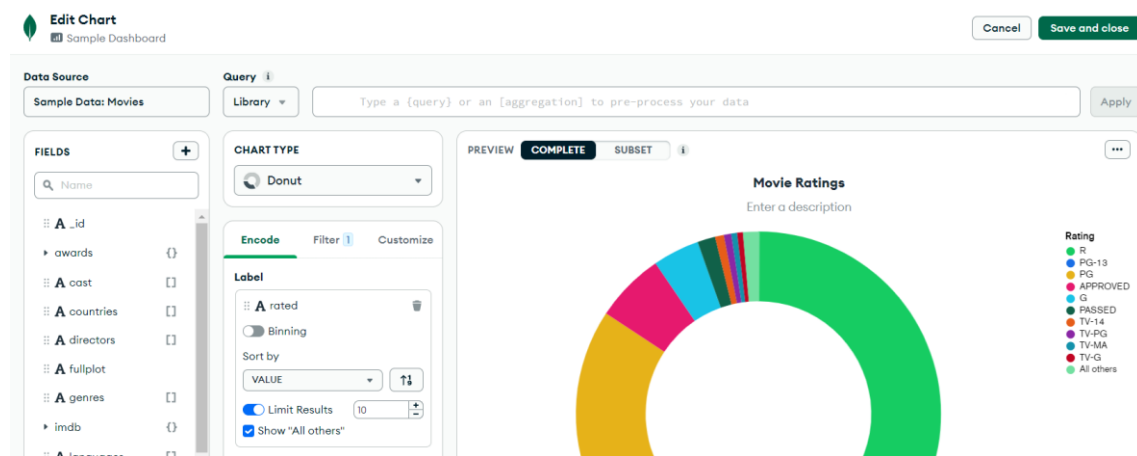 Edit Chart
Sample Dashboard
Cancel
Save and close
Data Source
Query i
Sample Data: Movies
Library
Type a {query} or an [aggregation] to pre-process your data
Apply
FIELDS
+
Name
A _id
awards {}
A cast []
A countries []
A directors []
A fullplot
A genres []
imdb {}
A languages []
CHART TYPE
Donut
Encode Filter 1 Customize
Label
A rated
Binning
Sort by
VALUE
Limit Results 10
Show "All others"
PREVIEW COMPLETE SUBSET i
Movie Ratings
Enter a description
Rating
R
PG-13
PG
APPROVED
G
PASSED
TV-14
TV-PG
TV-MA
TV-G
All others